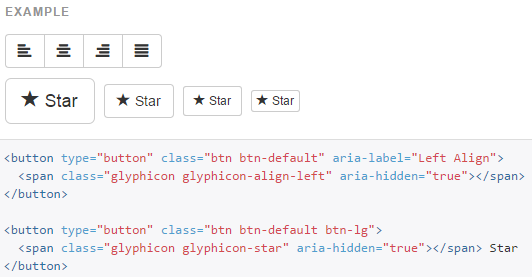 EXAMPLE
★ Star ★ Star ★ Star ★ Star
<button type="button" class="btn btn-default" aria-label="Left Align">
  <span class="glyphicon glyphicon-align-left" aria-hidden="true"></span>
</button>

<button type="button" class="btn btn-default btn-lg">
  <span class="glyphicon glyphicon-star" aria-hidden="true"></span> Star
</button>